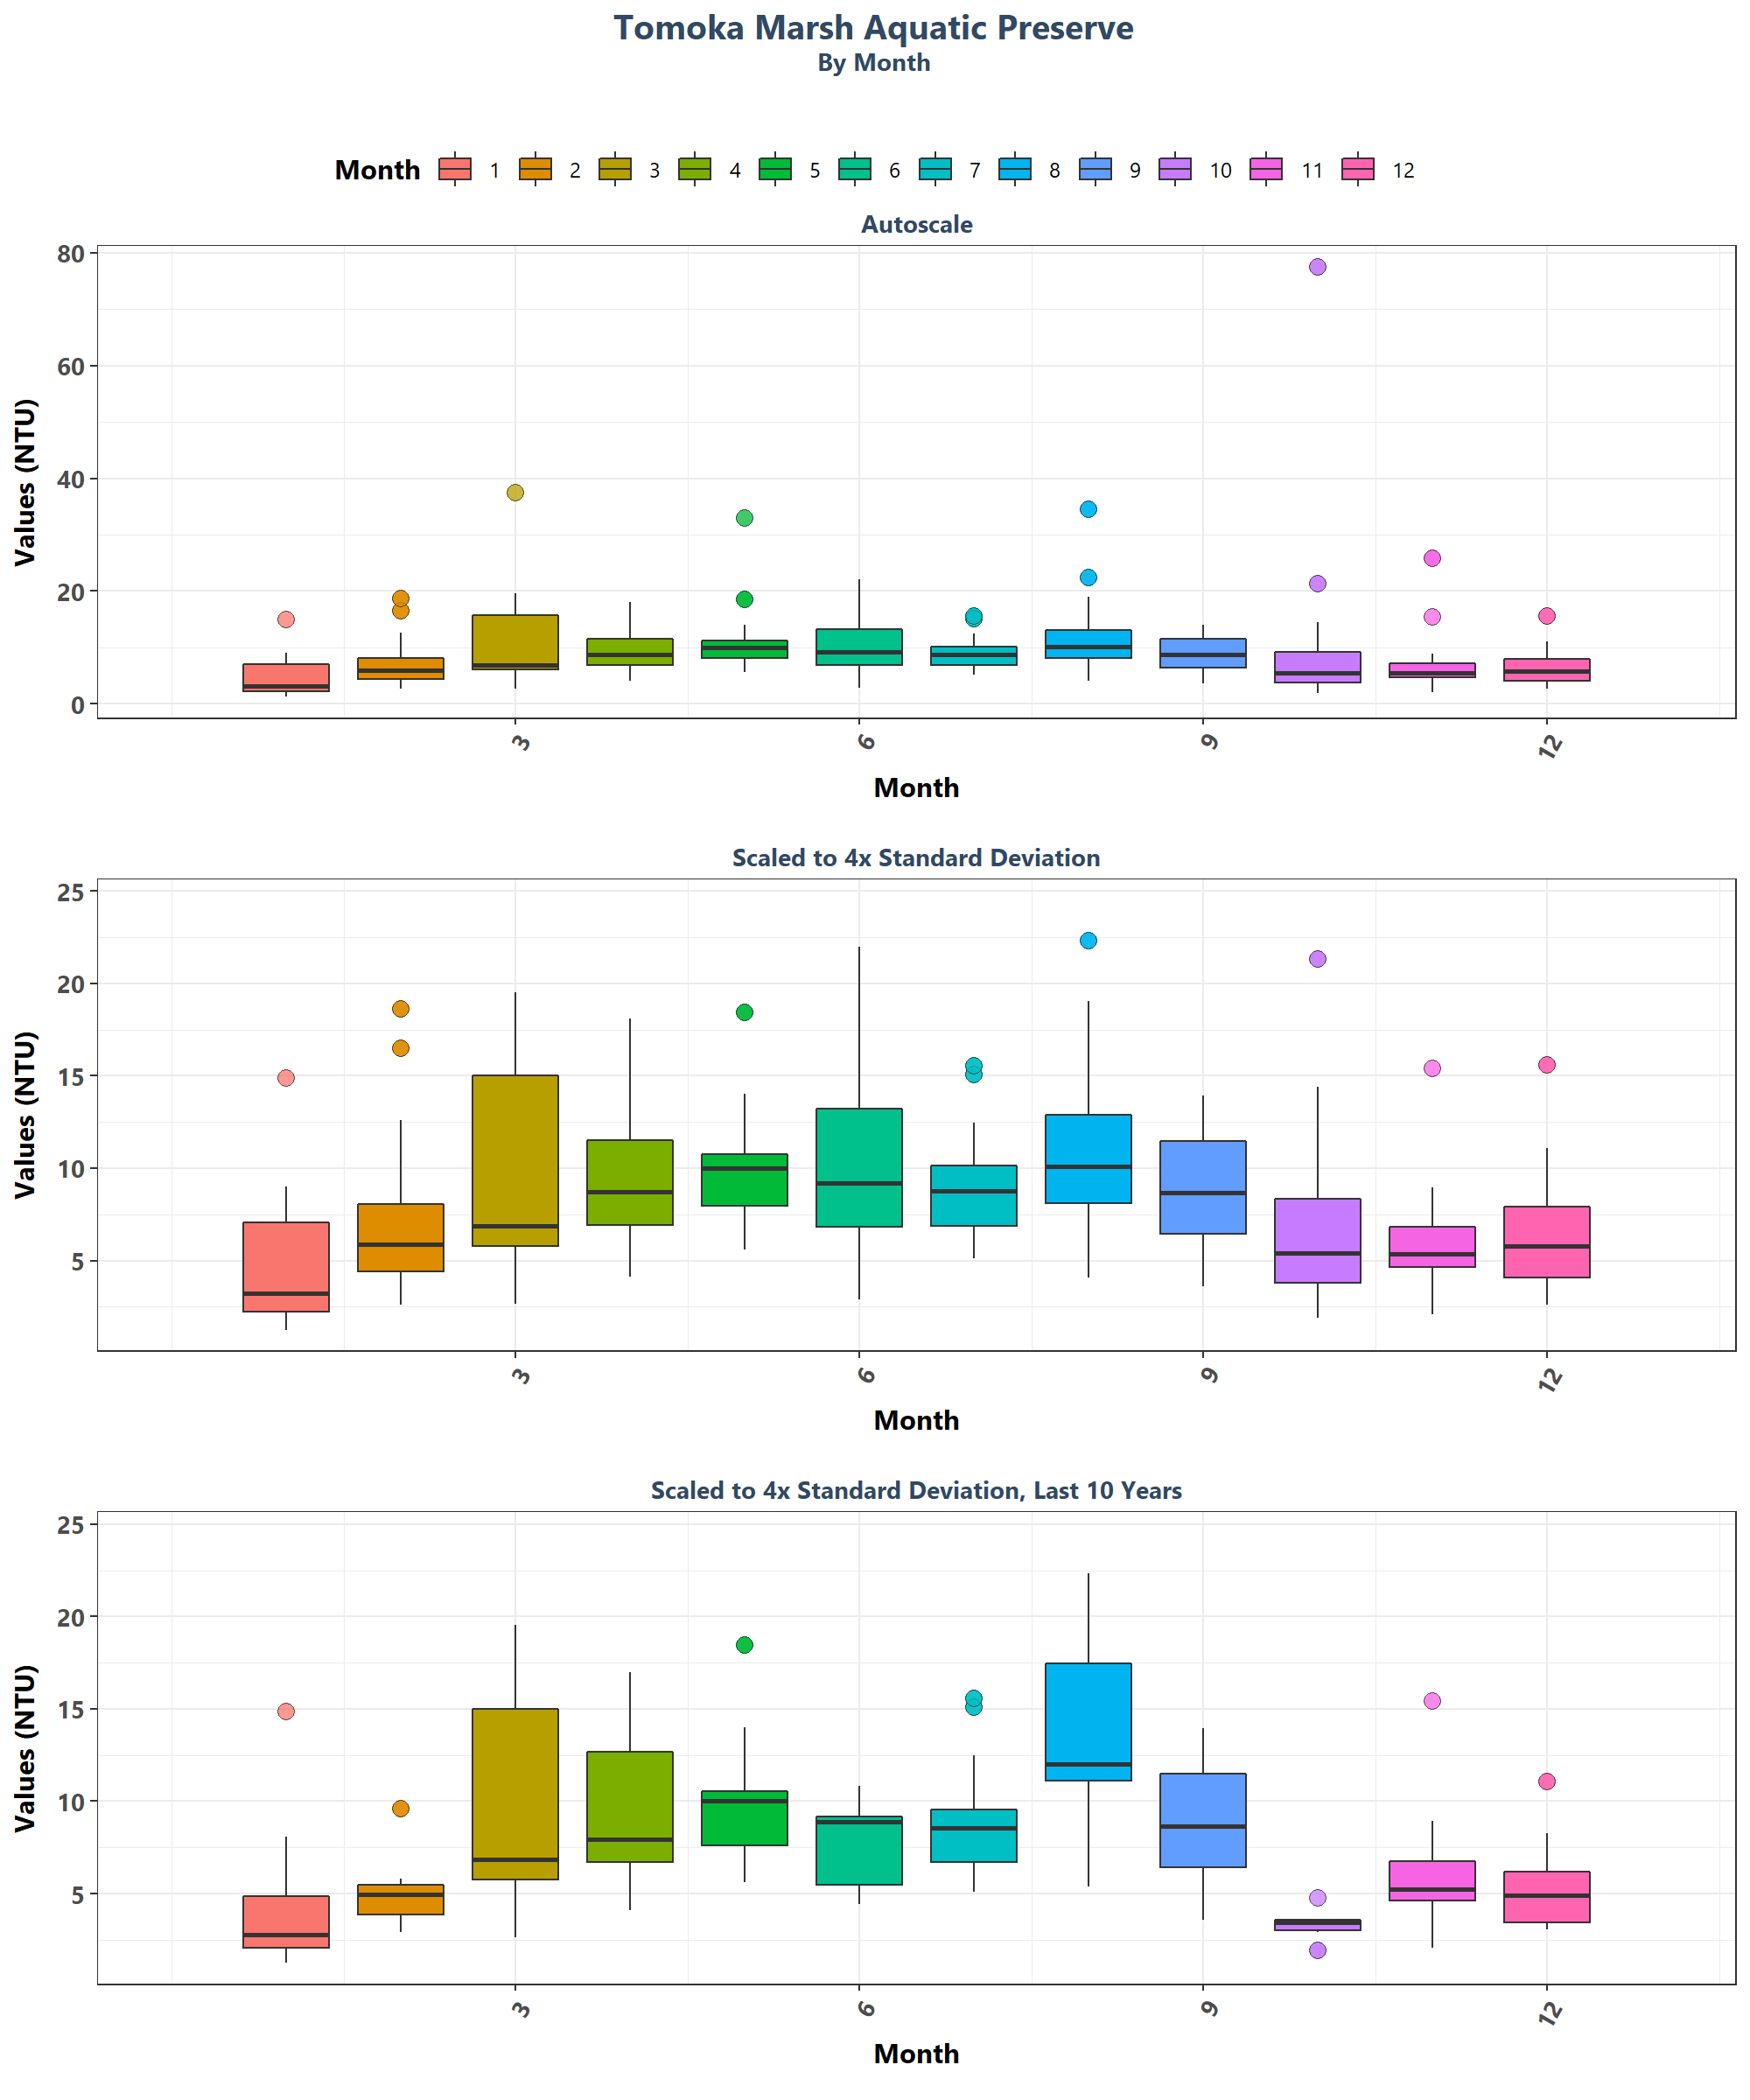 Tomoka Marsh Aquatic Preserve
By Month
Month 1 2 3 4 5 6 7 8 9 10 11 12
Autoscale
80
60
40
20
0
Values (NTU)
3 6 9 12
Month
Scaled to 4x Standard Deviation
25
20
15
10
5
Values (NTU)
3 6 9 12
Month
Scaled to 4x Standard Deviation, Last 10 Years
25
20
15
10
5
Values (NTU)
3 6 9 12
Month